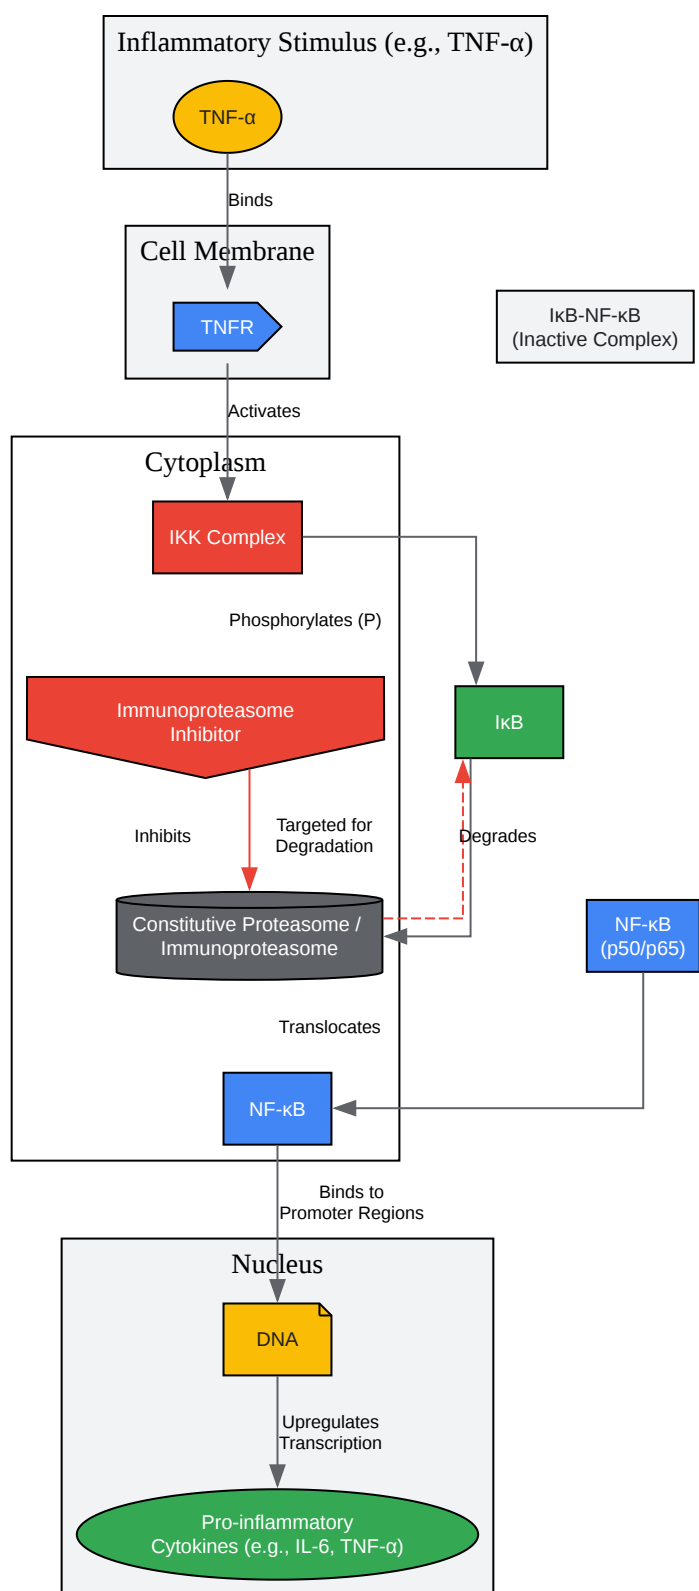 Inflammatory Stimulus (e.g., TNF-α)
TNF-α
Binds
Cell Membrane
TNFR
IκB-NF-κB
(Inactive Complex)
Activates
Cytoplasm
IKK Complex
Phosphorylates (P)
Immunoproteasome
Inhibitor
IκB
Inhibits
Targeted for
Degradation
Degrades
Constitutive Proteasome /
Immunoproteasome
NF-κB
(p50/p65)
Translocates
NF-κB
Binds to
Promoter Regions
Nucleus
DNA
Upregulates
Transcription
Pro-inflammatory
Cytokines (e.g., IL-6, TNF-α)